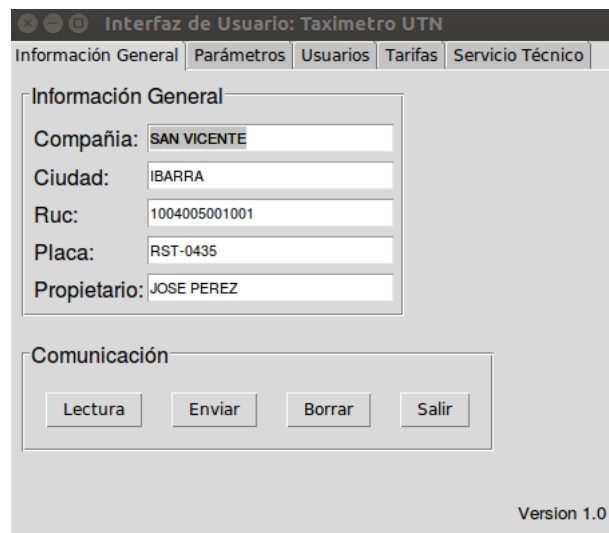 Interfaz de Usuario: Taximetro UTN
Información General Parámetros Usuarios Tarifas Servicio Técnico
Información General
Compañia: SAN VICENTE
Ciudad: IBARRA
Ruc: 1004005001001
Placa: RST-0435
Propietario: JOSE PEREZ
Comunicación
Lectura Enviar Borrar Salir
Version 1.0